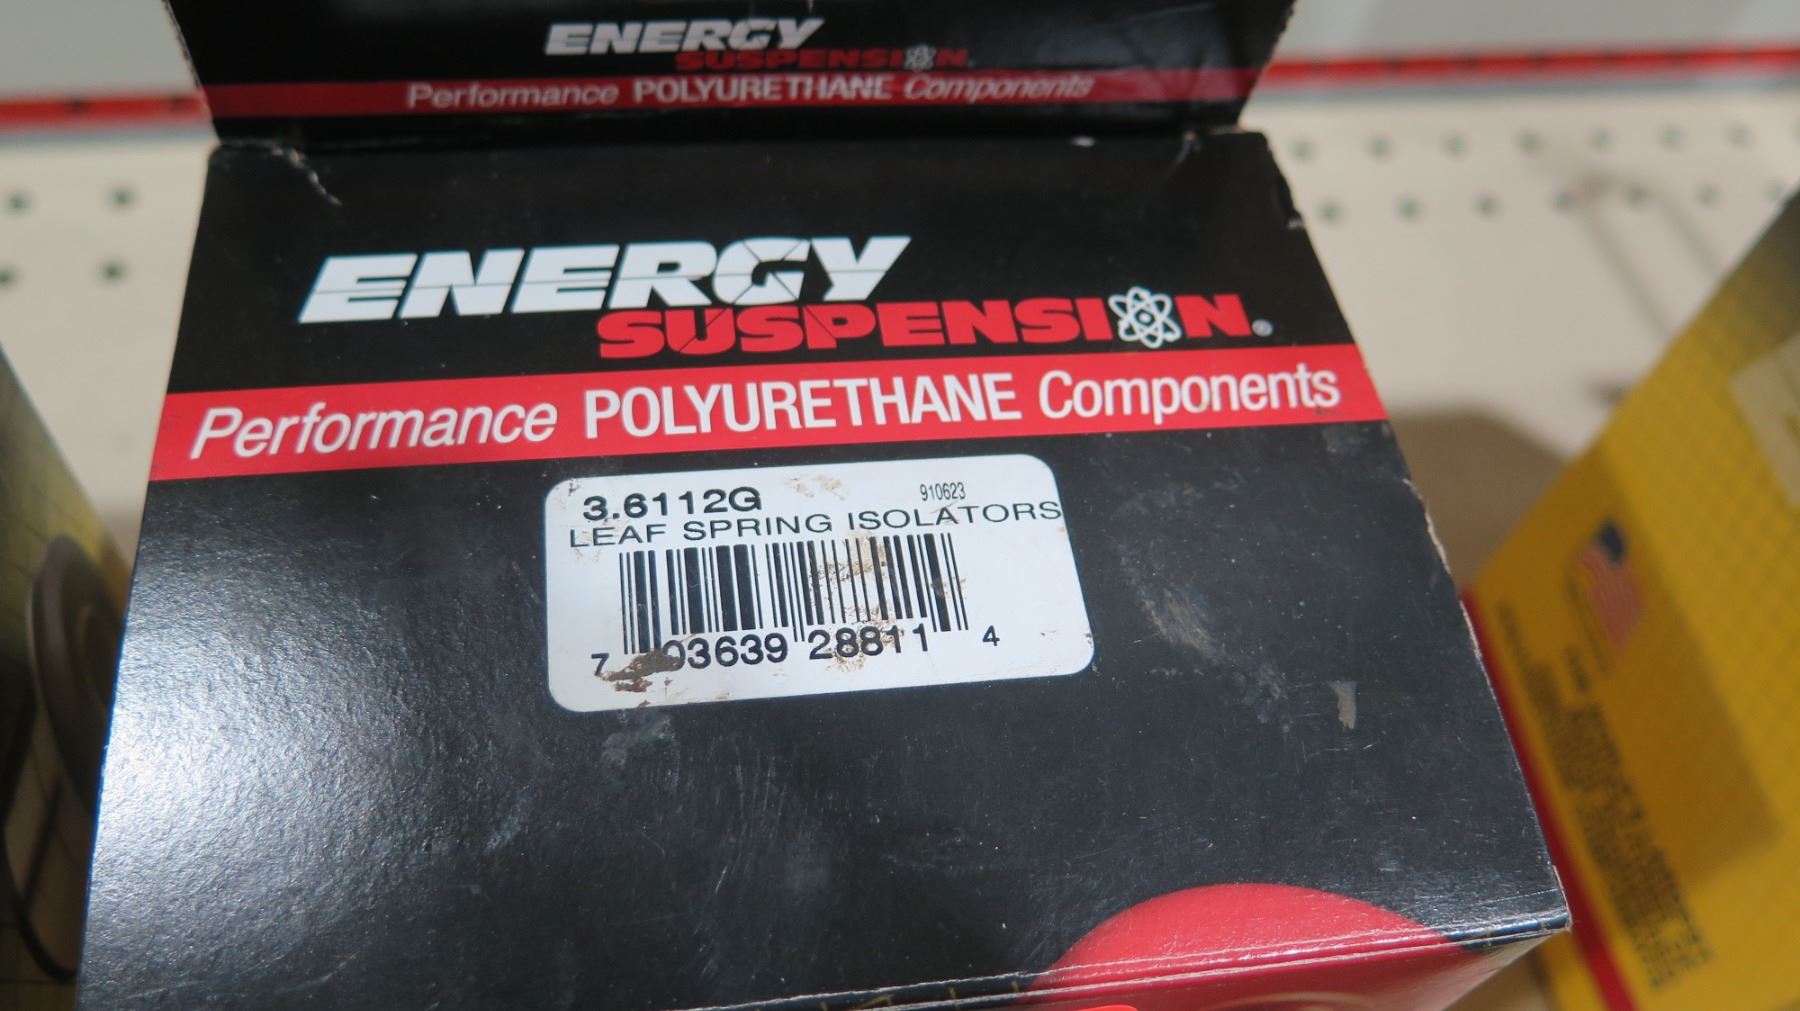 ENERGY
SUSPENSION
Performance POLYURETHANE Components
ENERGY
SUSPENSION®
Performance POLYURETHANE Components
3.6112G 910623
LEAF SPRING ISOLATORS
7 03639 28811 4